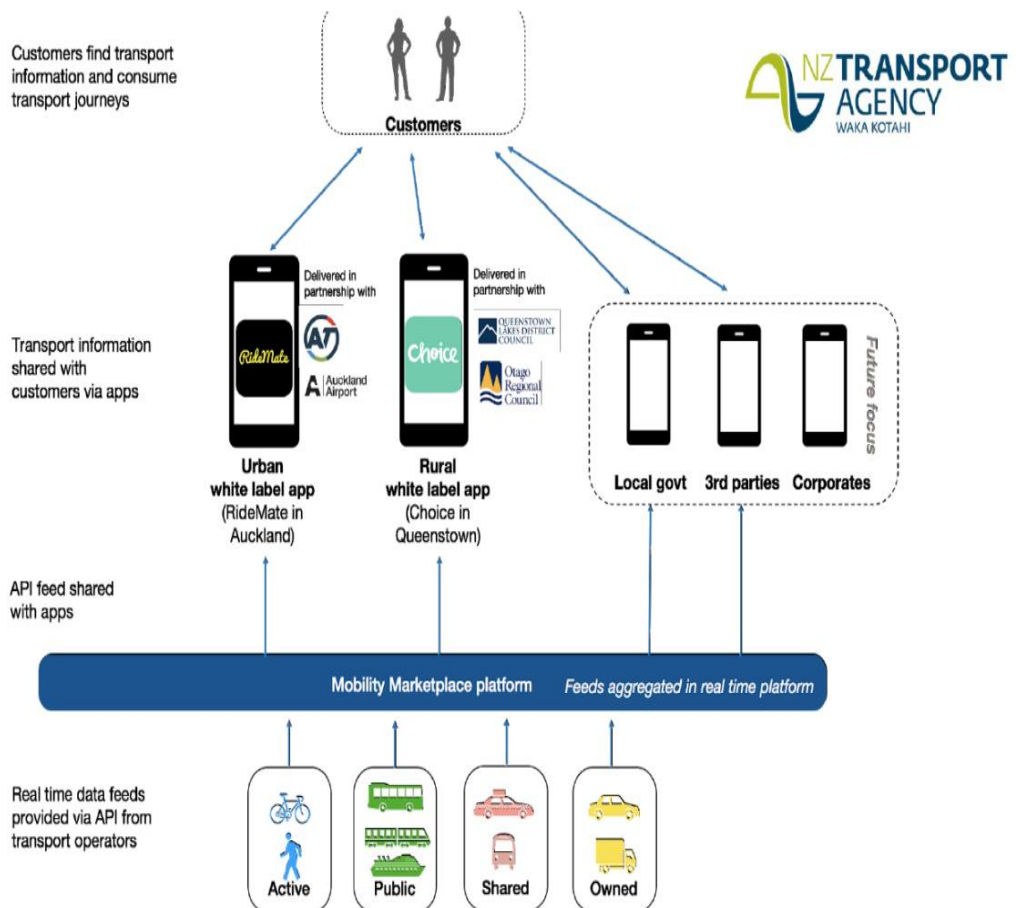 Customers find transport
information and consume
transport journeys
Customers
NZTRANSPORT
AGENCY
WAKA KOTAHI
Transport information
shared with
customers via apps
RideMate
Delivered in
partnership with
AT
Auckland
Airport
Choice
Delivered in
partnership with
QUEENSTOWN
LAKES DISTRICT
COUNCIL
Otago
Regional
Council
Future focus
Urban
white label app
(RideMate in
Auckland)
Rural
white label app
(Choice in
Queenstown)
Local govt
3rd parties
Corporates
API feed shared
with apps
Mobility Marketplace platform
Feeds aggregated in real time platform
Real time data feeds
provided via API from
transport operators
Active
Public
Shared
Owned